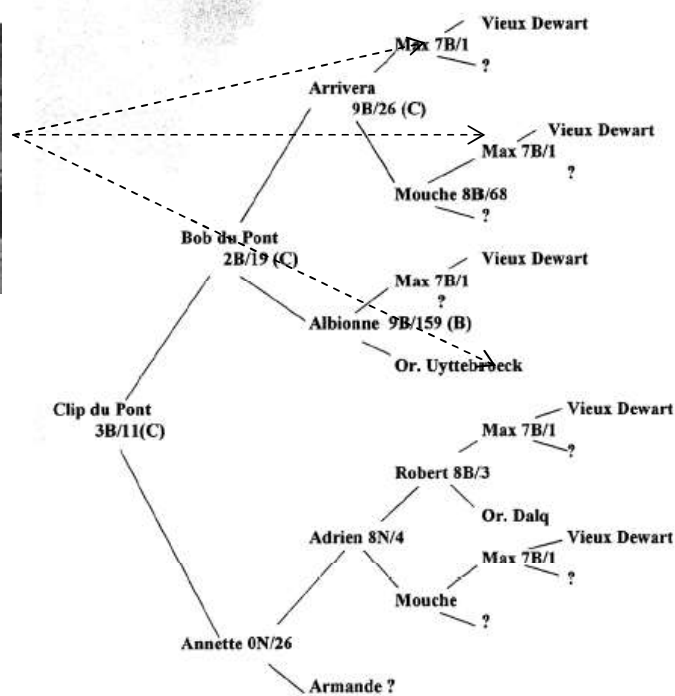 Vieux Dewart
Max 7B/1
?
Arrivera
9B/26 (C)
Vieux Dewart
Max 7B/1
?
Mouche 8B/68
?
Bob du Pont
2B/19 (C)
Vieux Dewart
Max 7B/1
?
Albionne 9B/159 (B)
Or. Uyttebroeck
Clip du Pont
3B/11(C)
Vieux Dewart
Max 7B/1
?
Robert 8B/3
Or. Dalq
Adrien 8N/4
Vieux Dewart
Max 7B/1
?
Mouche
?
Annette 0N/26
Armande ?